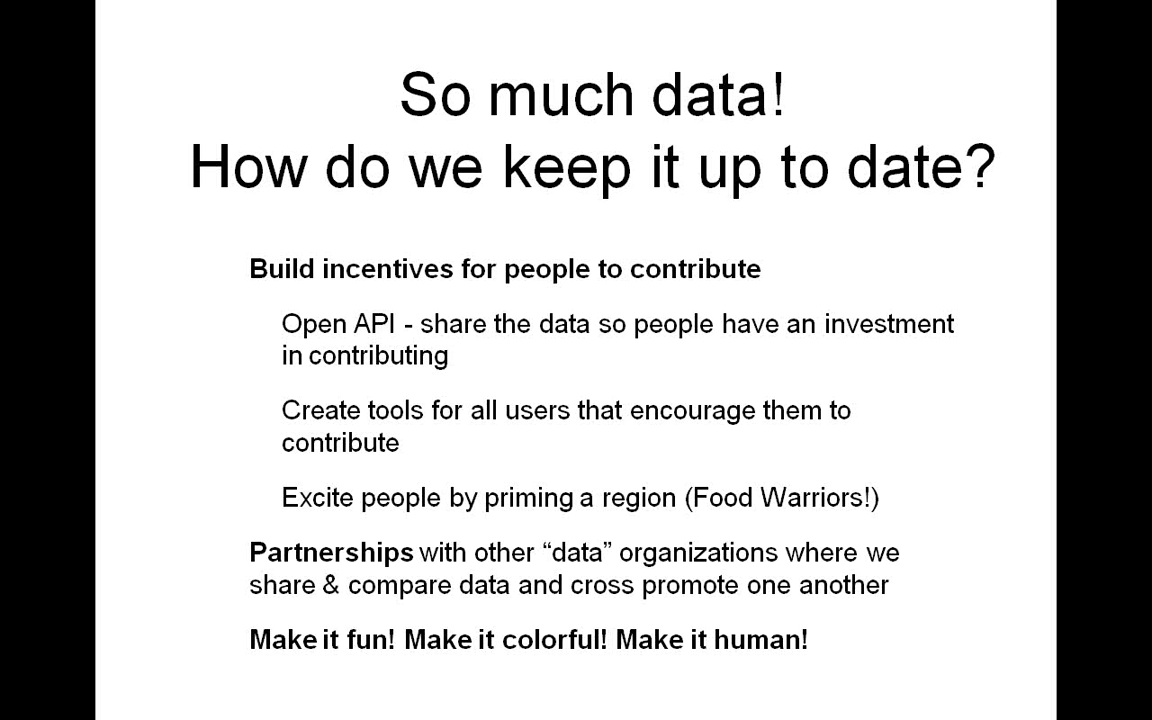 So much data!
How do we keep it up to date?
Build incentives for people to contribute
Open API - share the data so people have an investment
in contributing
Create tools for all users that encourage them to
contribute
Excite people by priming a region (Food Warriors!)
Partnerships with other “data” organizations where we
share & compare data and cross promote one another
Make it fun! Make it colorful! Make it human!